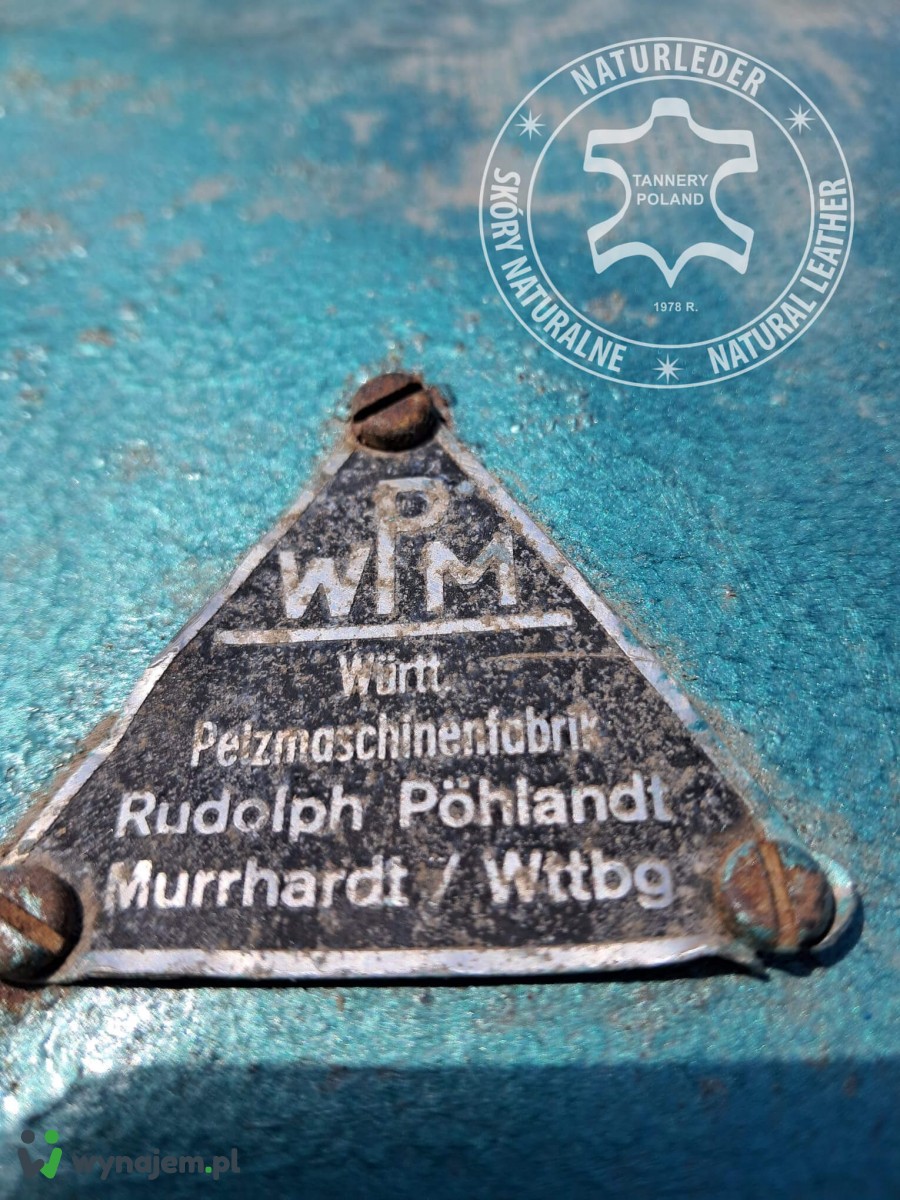 NATURLEDER
TANNERY
POLAND
1978 R.
SKÓRY NATURALNE
NATURAL LEATHER
WPM
Württ.
Pelzmaschinenfabrik
Rudolph Pöhlandt
Murrhardt / Wttbg
wynajem.pl